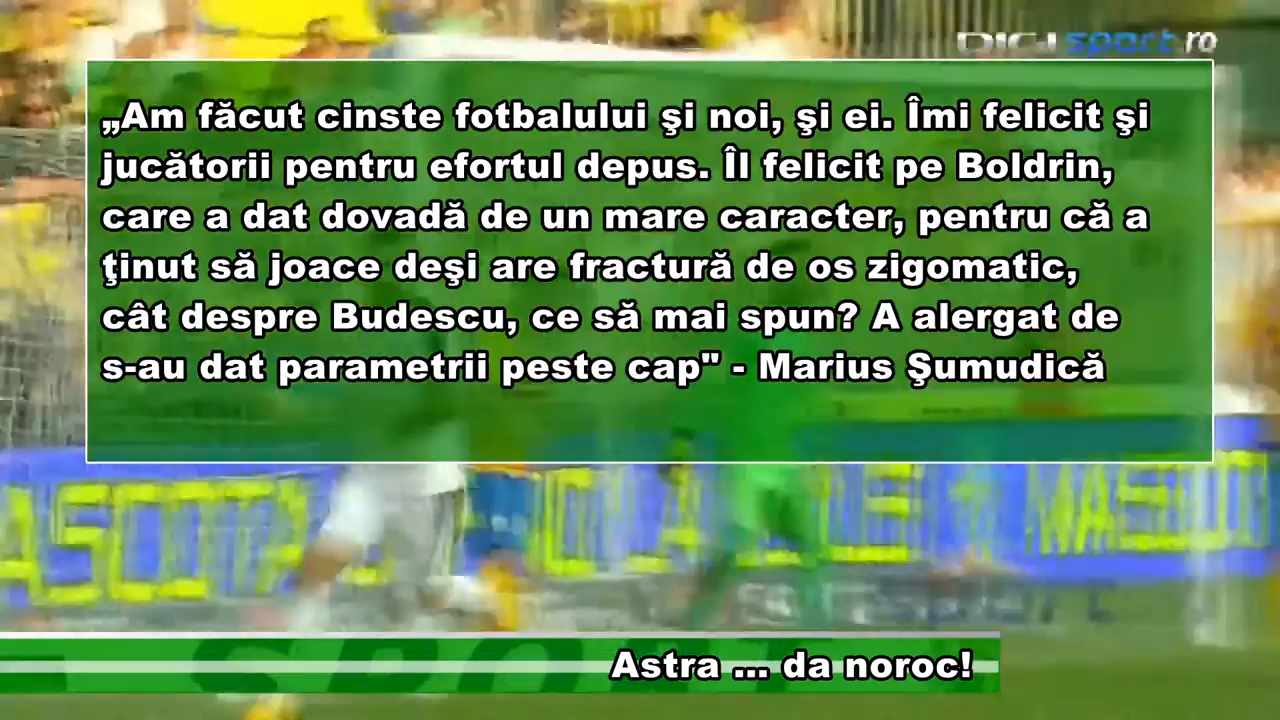 DIGI sport.ro
„Am făcut cinste fotbalului şi noi, şi ei. Îmi felicit şi
jucătorii pentru efortul depus. Îl felicit pe Boldrin,
care a dat dovadă de un mare caracter, pentru că a
ţinut să joace deşi are fractură de os zigomatic,
cât despre Budescu, ce să mai spun? A alergat de
s-au dat parametrii peste cap" - Marius Şumudică
SPORT
Astra ... da noroc!